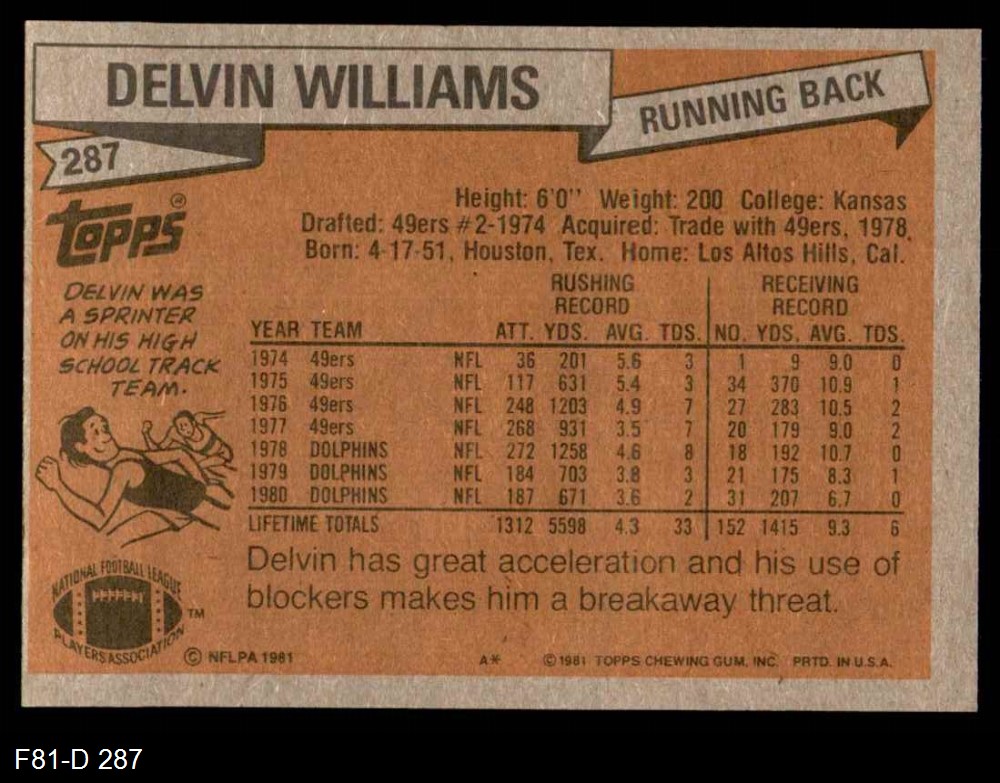 DELVIN WILLIAMS
RUNNING BACK
287
TOPPS®
Height: 6'0'' Weight: 200 College: Kansas
Drafted: 49ers #2-1974 Acquired: Trade with 49ers, 1978.
Born: 4-17-51, Houston, Tex. Home: Los Altos Hills, Cal.
DELVIN WAS
A SPRINTER
ON HIS HIGH
SCHOOL TRACK
TEAM.
RUSHING RECEIVING
RECORD RECORD
YEAR TEAM ATT. YDS. AVG. TDS. NO. YDS. AVG. TDS.
1974 49ers NFL 36 201 5.6 3 1 9 9.0 0
1975 49ers NFL 117 631 5.4 3 34 370 10.9 1
1976 49ers NFL 248 1203 4.9 7 27 283 10.5 2
1977 49ers NFL 268 931 3.5 7 20 179 9.0 2
1978 DOLPHINS NFL 272 1258 4.6 8 18 192 10.7 0
1979 DOLPHINS NFL 184 703 3.8 3 21 175 8.3 1
1980 DOLPHINS NFL 187 671 3.6 2 31 207 6.7 0
LIFETIME TOTALS 1312 5598 4.3 33 152 1415 9.3 6
Delvin has great acceleration and his use of
blockers makes him a breakaway threat.
NATIONAL FOOTBALL LEAGUE
PLAYERS ASSOCIATION ™
© NFLPA 1981 A* © 1981 TOPPS CHEWING GUM, INC. PRTD. IN U.S.A.
F81-D 287